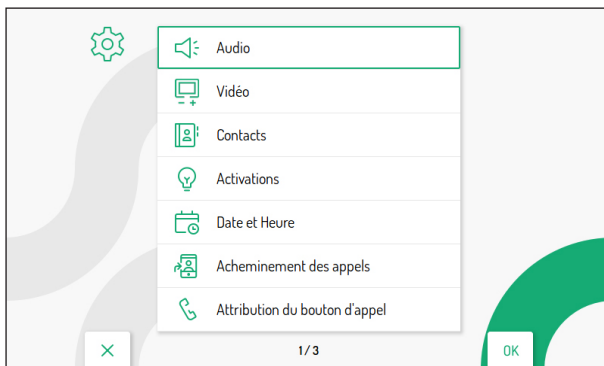 Audio
Vidéo
Contacts
Activations
Date et Heure
Acheminement des appels
Attribution du bouton d'appel
1 / 3
OK